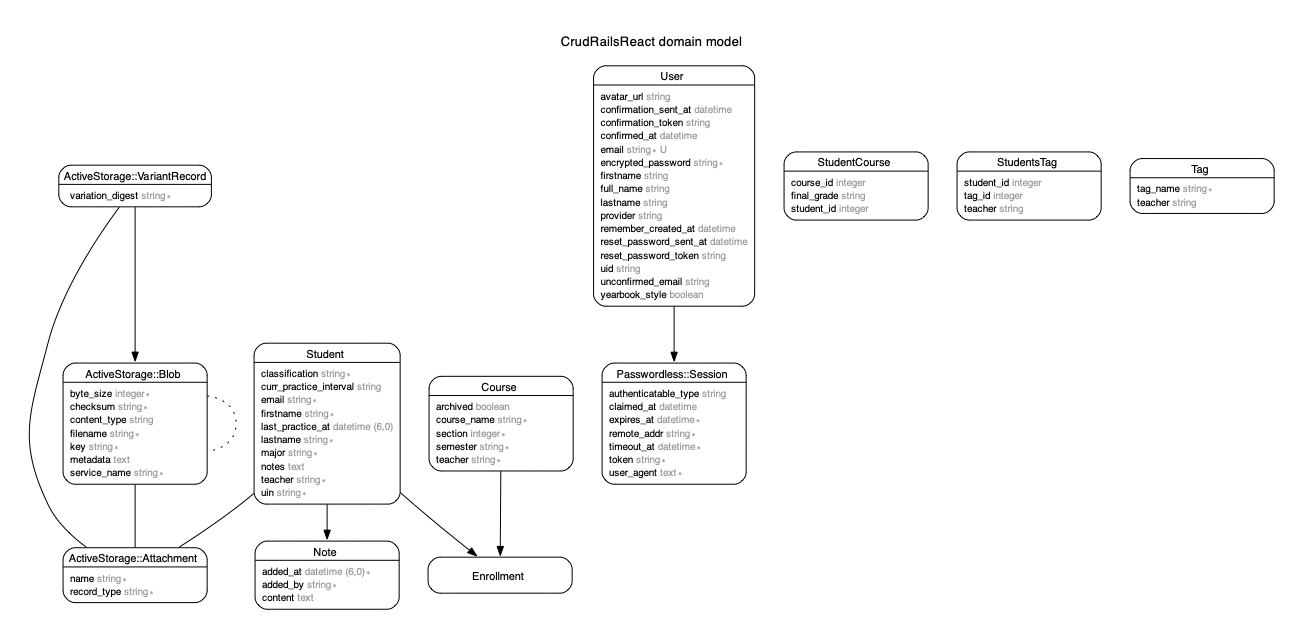 CrudRailsReact domain model
User
avatar_url string
confirmation_sent_at datetime
confirmation_token string
confirmed_at datetime
email string∗ U
encrypted_password string∗
firstname string
full_name string
lastname string
provider string
remember_created_at datetime
reset_password_sent_at datetime
reset_password_token string
uid string
unconfirmed_email string
yearbook_style boolean
StudentCourse
course_id integer
final_grade string
student_id integer
StudentsTag
student_id integer
tag_id integer
teacher string
Tag
tag_name string∗
teacher string
ActiveStorage::VariantRecord
variation_digest string∗
ActiveStorage::Blob
byte_size integer∗
checksum string∗
content_type string
filename string∗
key string∗
metadata text
service_name string∗
Student
classification string∗
curr_practice_interval string
email string∗
firstname string∗
last_practice_at datetime (6,0)
lastname string∗
major string∗
notes text
teacher string∗
uin string∗
Course
archived boolean
course_name string∗
section integer∗
semester string∗
teacher string∗
Passwordless::Session
authenticatable_type string
claimed_at datetime
expires_at datetime∗
remote_addr string∗
timeout_at datetime∗
token string∗
user_agent text∗
ActiveStorage::Attachment
name string∗
record_type string∗
Note
added_at datetime (6,0)∗
added_by string∗
content text
Enrollment